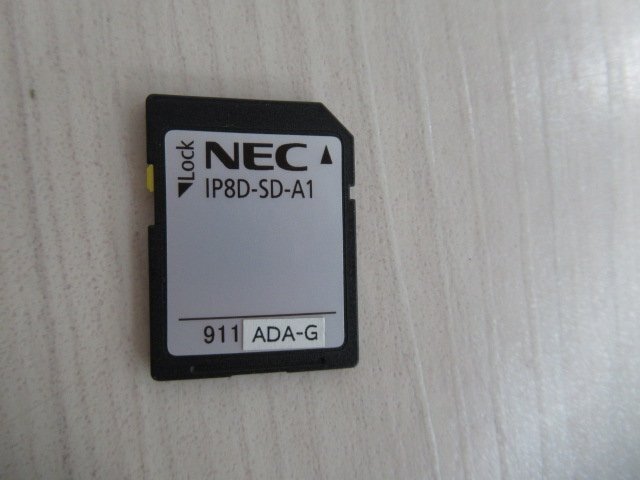 ▼Lock
NEC ▲
IP8D-SD-A1
911 ADA-G